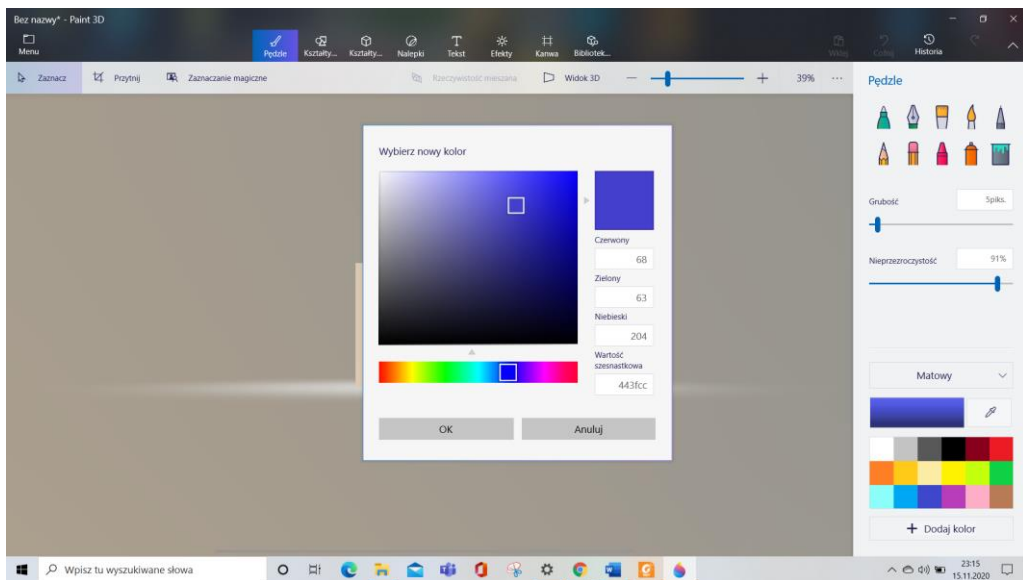 Bez nazwy* - Paint 3D
Menu
Pędzle
Kształty...
Kształty...
Nalepki
Tekst
Efekty
Kanwa
Bibliotek...
Wklej
Cofnij
Historia
Zaznacz
Przytnij
Zaznaczanie magiczne
Rzeczywistość mieszana
Widok 3D
39%
Pędzle
Grubość
5piks.
Nieprzezroczystość
91%
Matowy
Dodaj kolor
Wybierz nowy kolor
Czerwony
68
Zielony
63
Niebieski
204
Wartość
szesnastkowa
443fcc
OK
Anuluj
Wpisz tu wyszukiwane słowa
23:15
15.11.2020